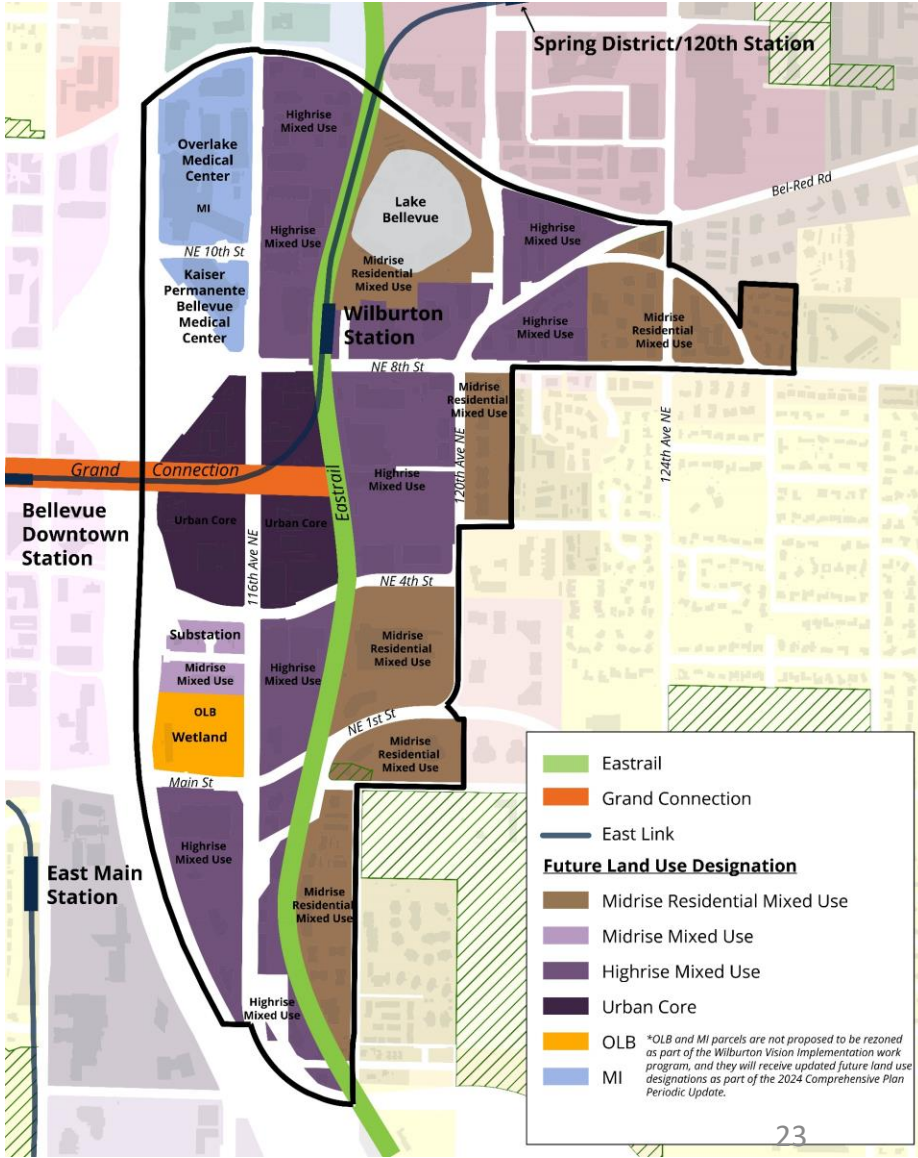 Spring District/120th Station
Highrise
Mixed Use
Overlake
Medical
Center
MI
Lake
Bellevue
Bel-Red Rd
Highrise
Mixed Use
Highrise
Mixed Use
NE 10th St
Midrise
Residential
Mixed Use
Kaiser
Permanente
Bellevue
Medical
Center
Wilburton
Station
Highrise
Mixed Use
Midrise
Residential
Mixed Use
NE 8th St
Midrise
Residential
Mixed Use
120th Ave NE
124th Ave NE
Grand Connection
Eastrail
Highrise
Mixed Use
Bellevue
Downtown
Station
Urban Core
Urban Core
116th Ave NE
NE 4th St
Substation
Midrise
Mixed Use
Highrise
Mixed Use
Midrise
Residential
Mixed Use
OLB
Wetland
NE 1st St
Midrise
Residential
Mixed Use
Main St
Highrise
Mixed Use
East Main
Station
Midrise
Residential
Mixed Use
Highrise
Mixed Use
Eastrail
Grand Connection
East Link
Future Land Use Designation
Midrise Residential Mixed Use
Midrise Mixed Use
Highrise Mixed Use
Urban Core
OLB
MI
*OLB and MI parcels are not proposed to be rezoned
as part of the Wilburton Vision Implementation work
program, and they will receive updated future land use
designations as part of the 2024 Comprehensive Plan
Periodic Update.
23